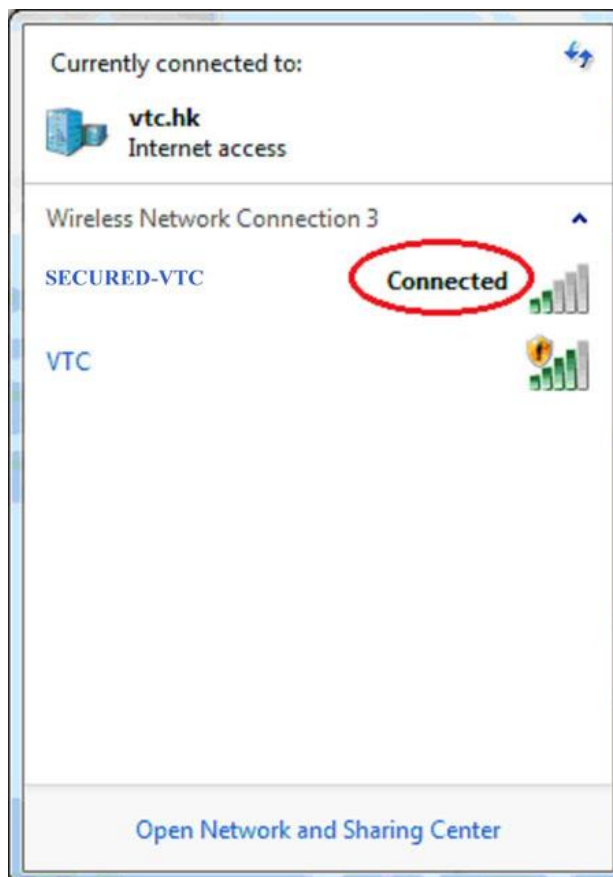 Currently connected to:
vtc.hk
Internet access
Wireless Network Connection 3
SECURED-VTC Connected
VTC
Open Network and Sharing Center